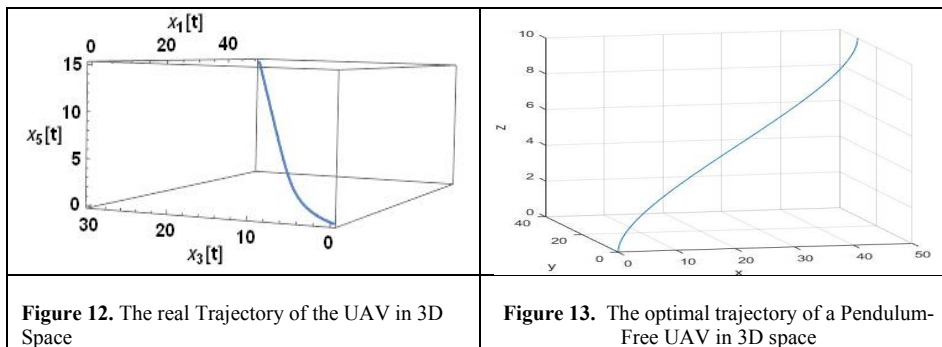 x₁[t]
0 20 40
15
10
x₅[t]
5
0
30 20 10 0
x₃[t]
10
8
6
z
4
2
0
40
20
y
0
0 10 20 30 40 50
x
Figure 12. The real Trajectory of the UAV in 3D
Space
Figure 13. The optimal trajectory of a Pendulum-
Free UAV in 3D space